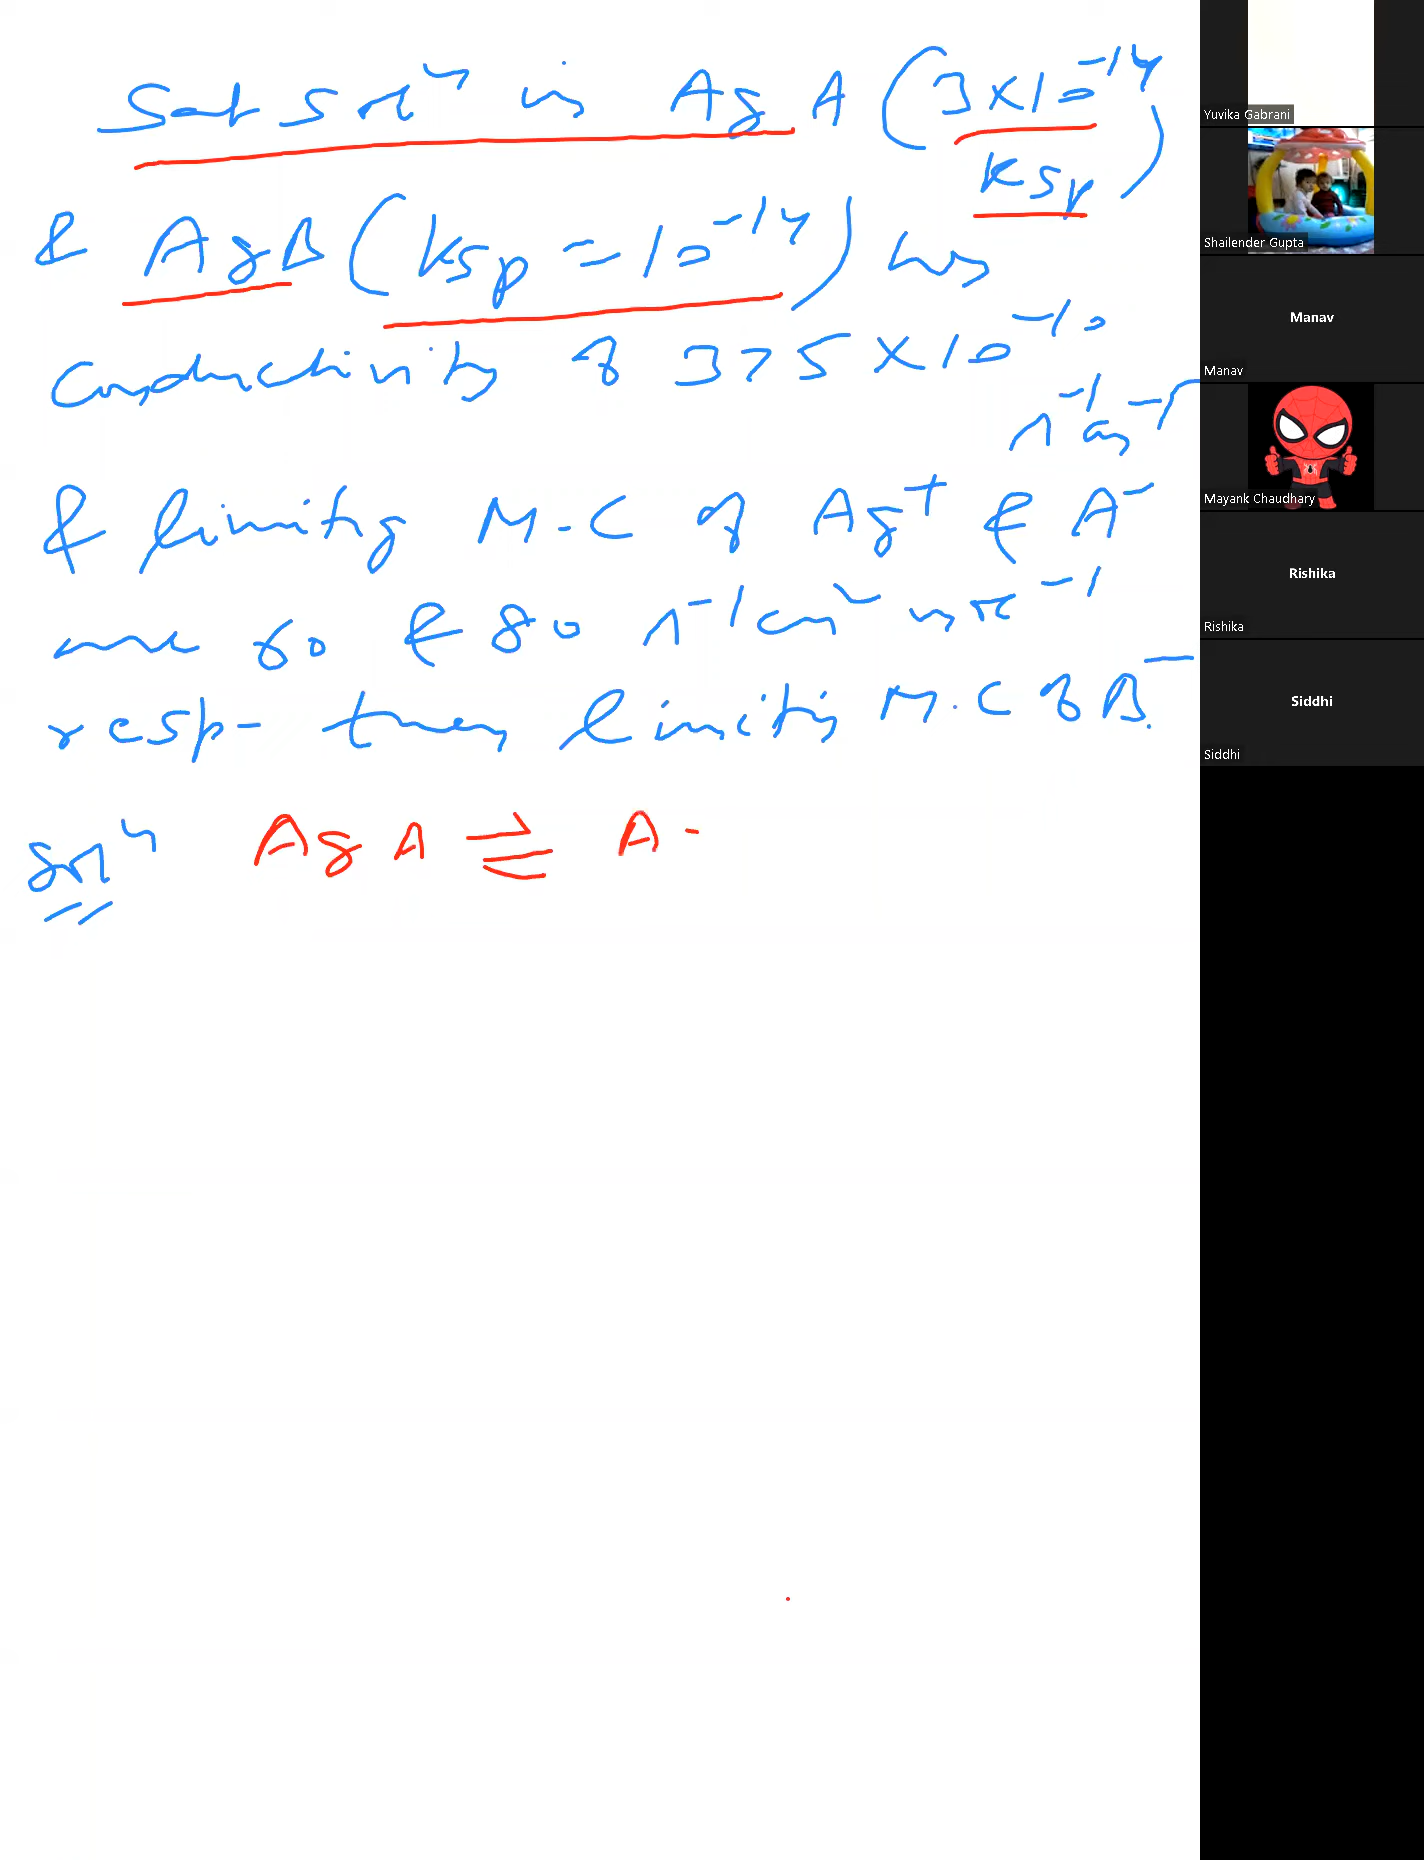 Sat solⁿ in AgA (3×10⁻¹⁴
Ksp)
& AgB (Ksp = 10⁻¹⁴) has
conductivity of 375×10⁻¹⁰
Ω⁻¹cm⁻¹
& limiting M.C of Ag⁺ & A⁻
are 60 & 80 Ω⁻¹cm² mol⁻¹
resp- then limiting M.C of B⁻.
Solⁿ AgA ⇌ A-
Yuvika Gabrani
Shailender Gupta
Manav
Manav
Mayank Chaudhary
Rishika
Rishika
Siddhi
Siddhi